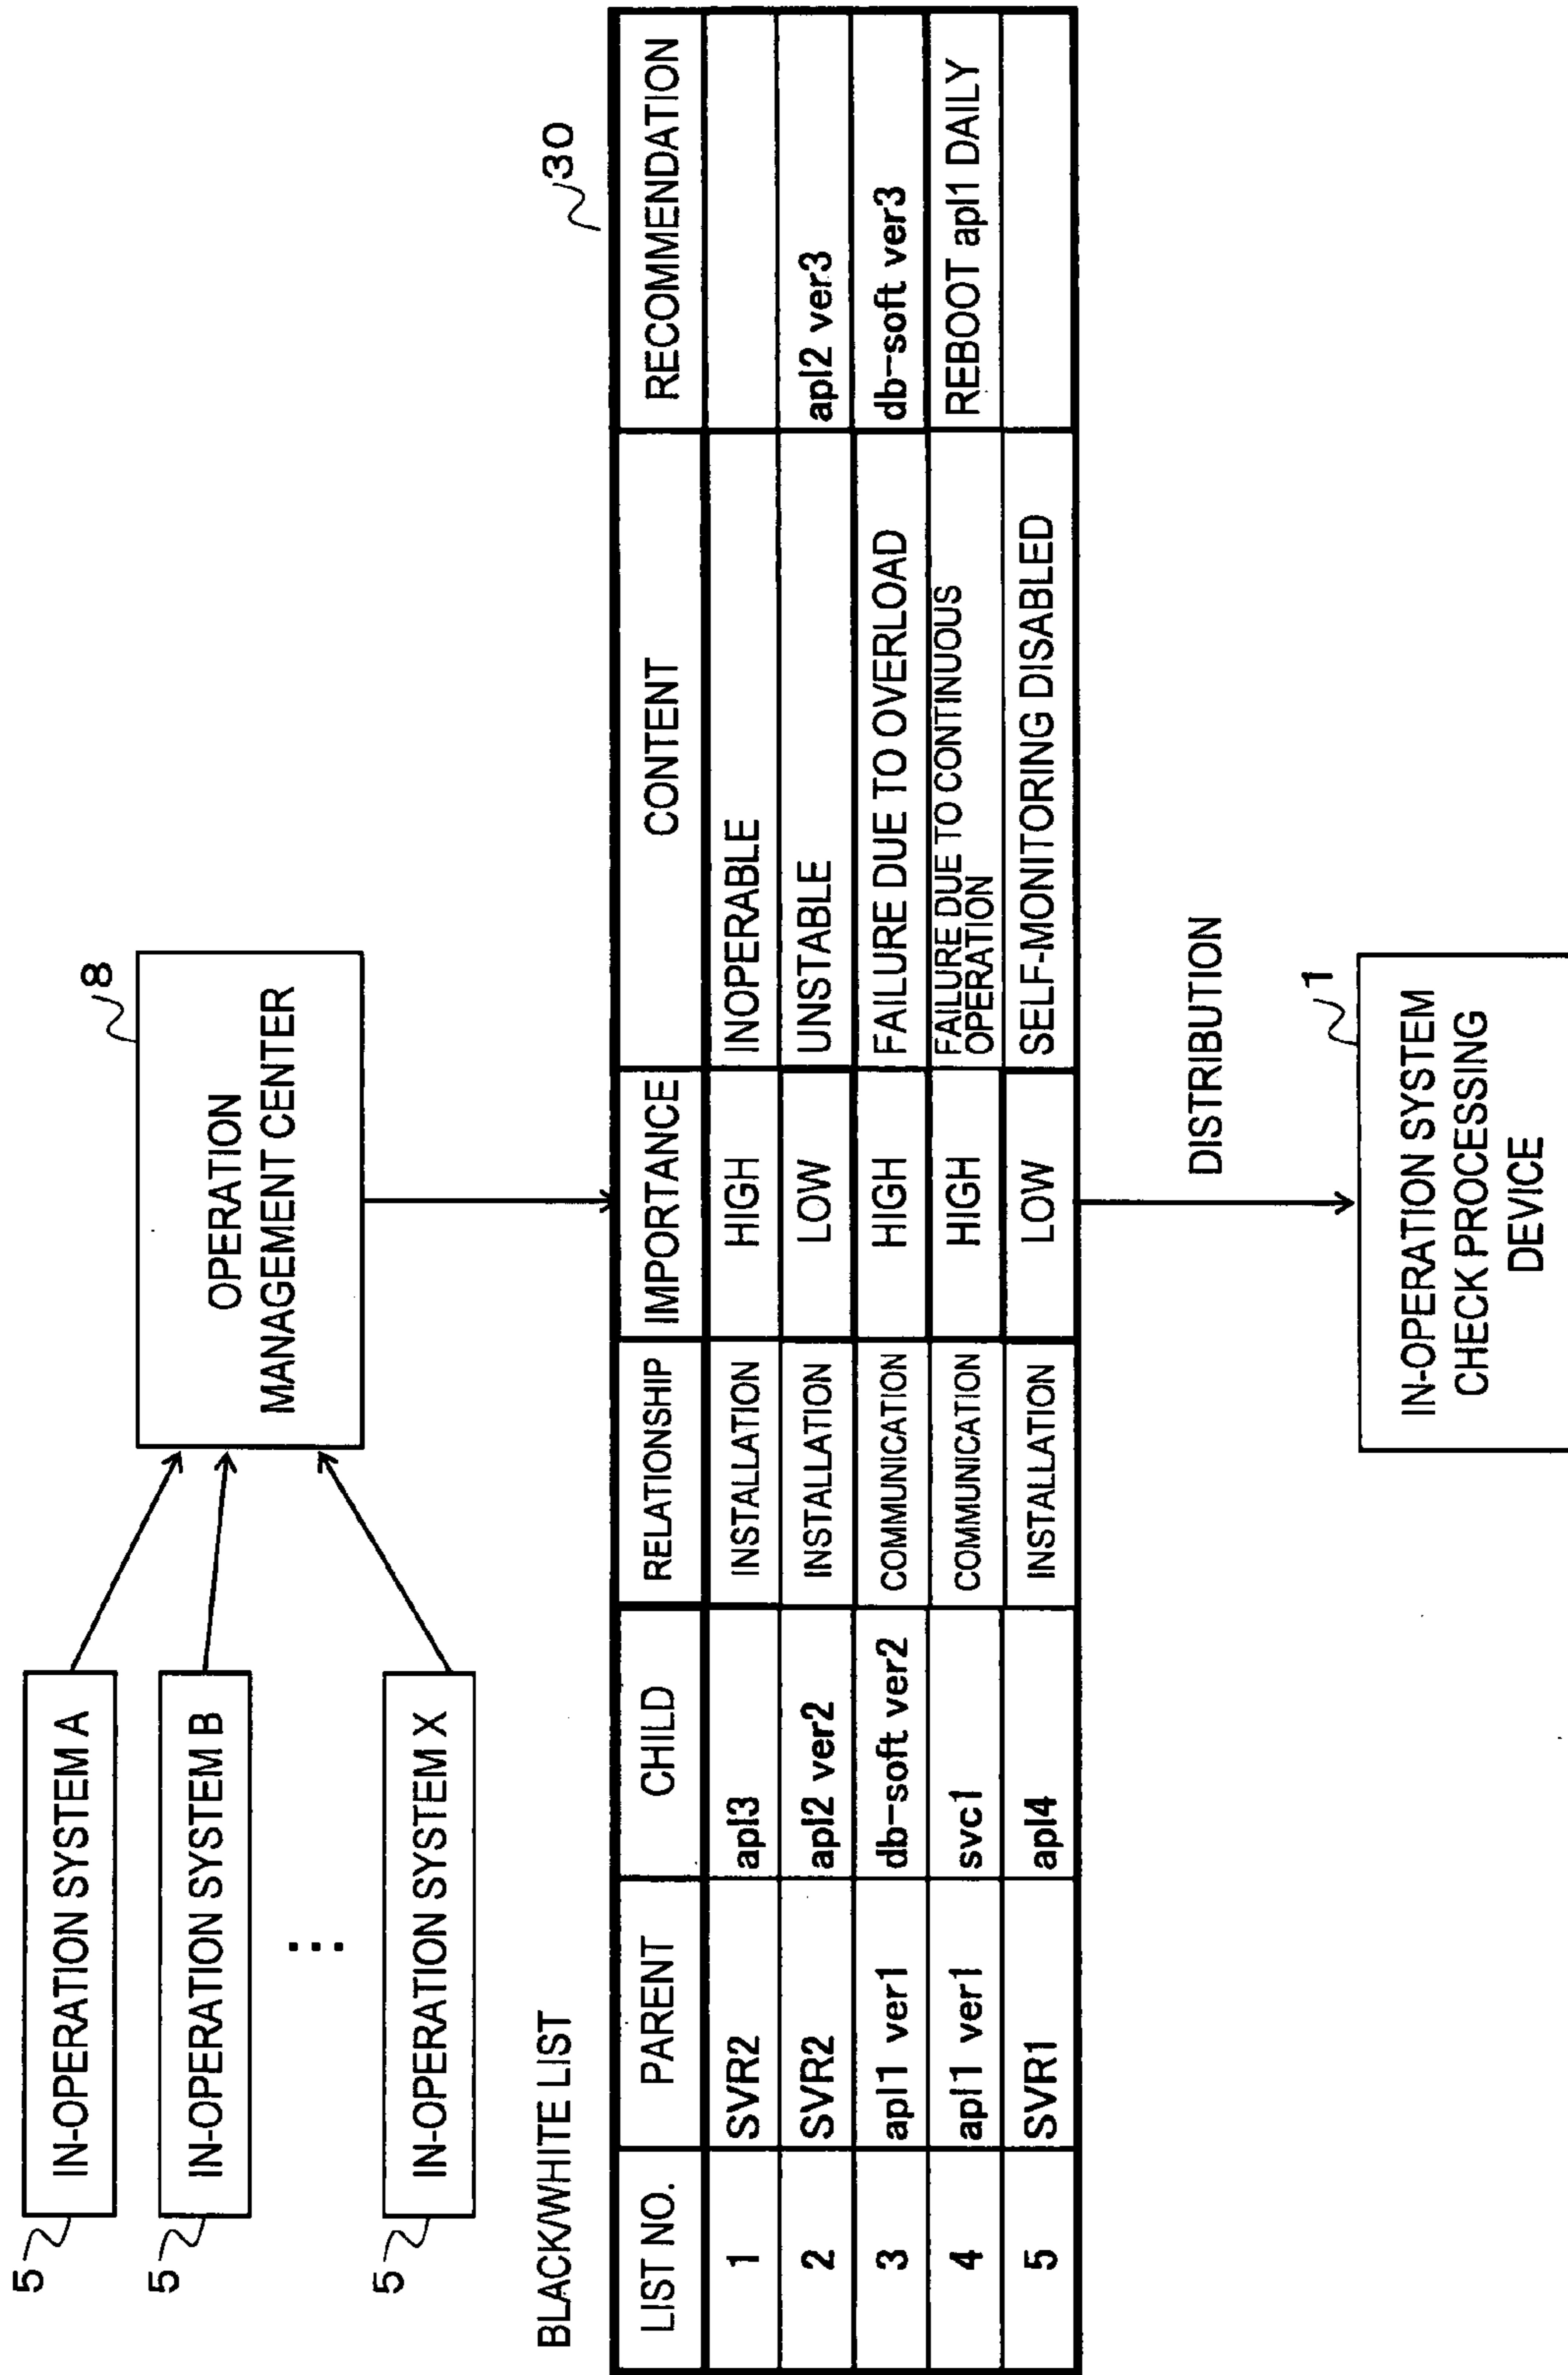 5 IN-OPERATION SYSTEM A
5 IN-OPERATION SYSTEM B
5 IN-OPERATION SYSTEM X
8
OPERATION
MANAGEMENT CENTER
BLACK/WHITE LIST
30
LIST NO. PARENT CHILD RELATIONSHIP IMPORTANCE CONTENT RECOMMENDATION
1 SVR2 apl3 INSTALLATION HIGH INOPERABLE
2 SVR2 apl2 ver2 INSTALLATION LOW UNSTABLE apl2 ver3
3 apl1 ver1 db-soft ver2 COMMUNICATION HIGH FAILURE DUE TO OVERLOAD db-soft ver3
4 apl1 ver1 svc1 COMMUNICATION HIGH FAILURE DUE TO CONTINUOUS
OPERATION REBOOT apl1 DAILY
5 SVR1 apl4 INSTALLATION LOW SELF-MONITORING DISABLED
DISTRIBUTION
1
IN-OPERATION SYSTEM
CHECK PROCESSING
DEVICE